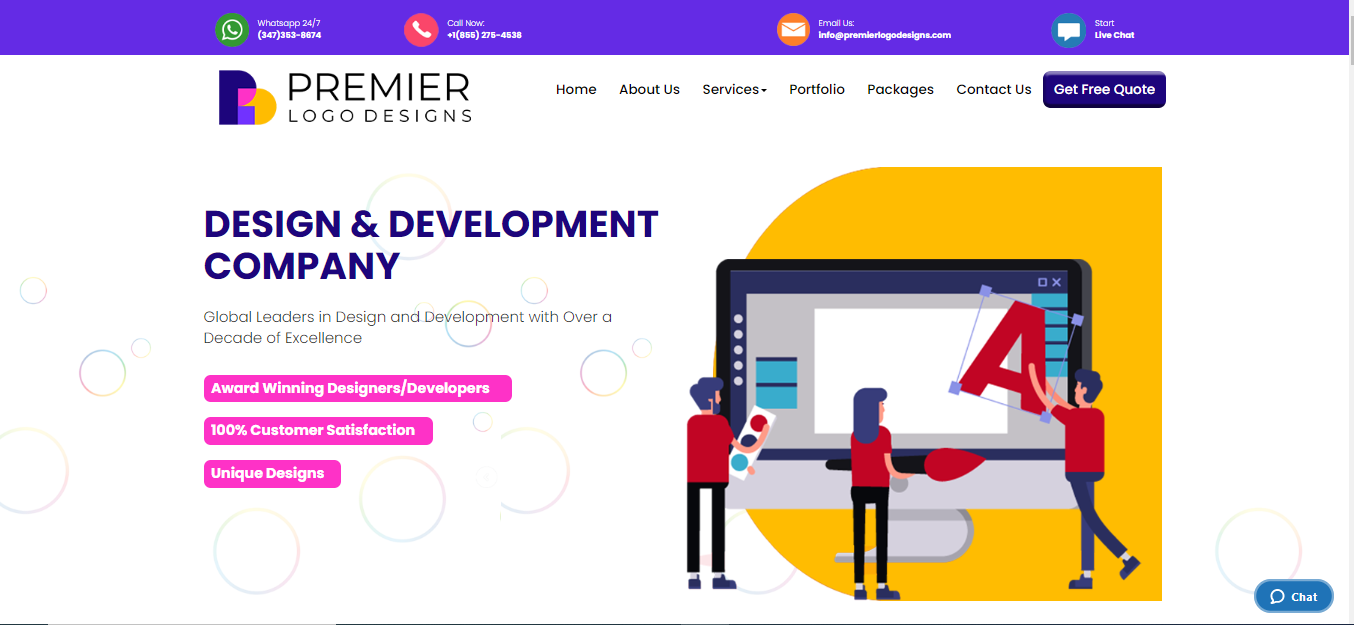 Whatsapp 24/7
(347)353-8674
Call Now:
+1(855) 275-4538
Email Us:
info@premierlogodesigns.com
Start
Live Chat
PREMIER
LOGO DESIGNS
Home About Us Services Portfolio Packages Contact Us Get Free Quote
DESIGN & DEVELOPMENT
COMPANY
Global Leaders in Design and Development with Over a
Decade of Excellence
Award Winning Designers/Developers
100% Customer Satisfaction
Unique Designs
A
Chat